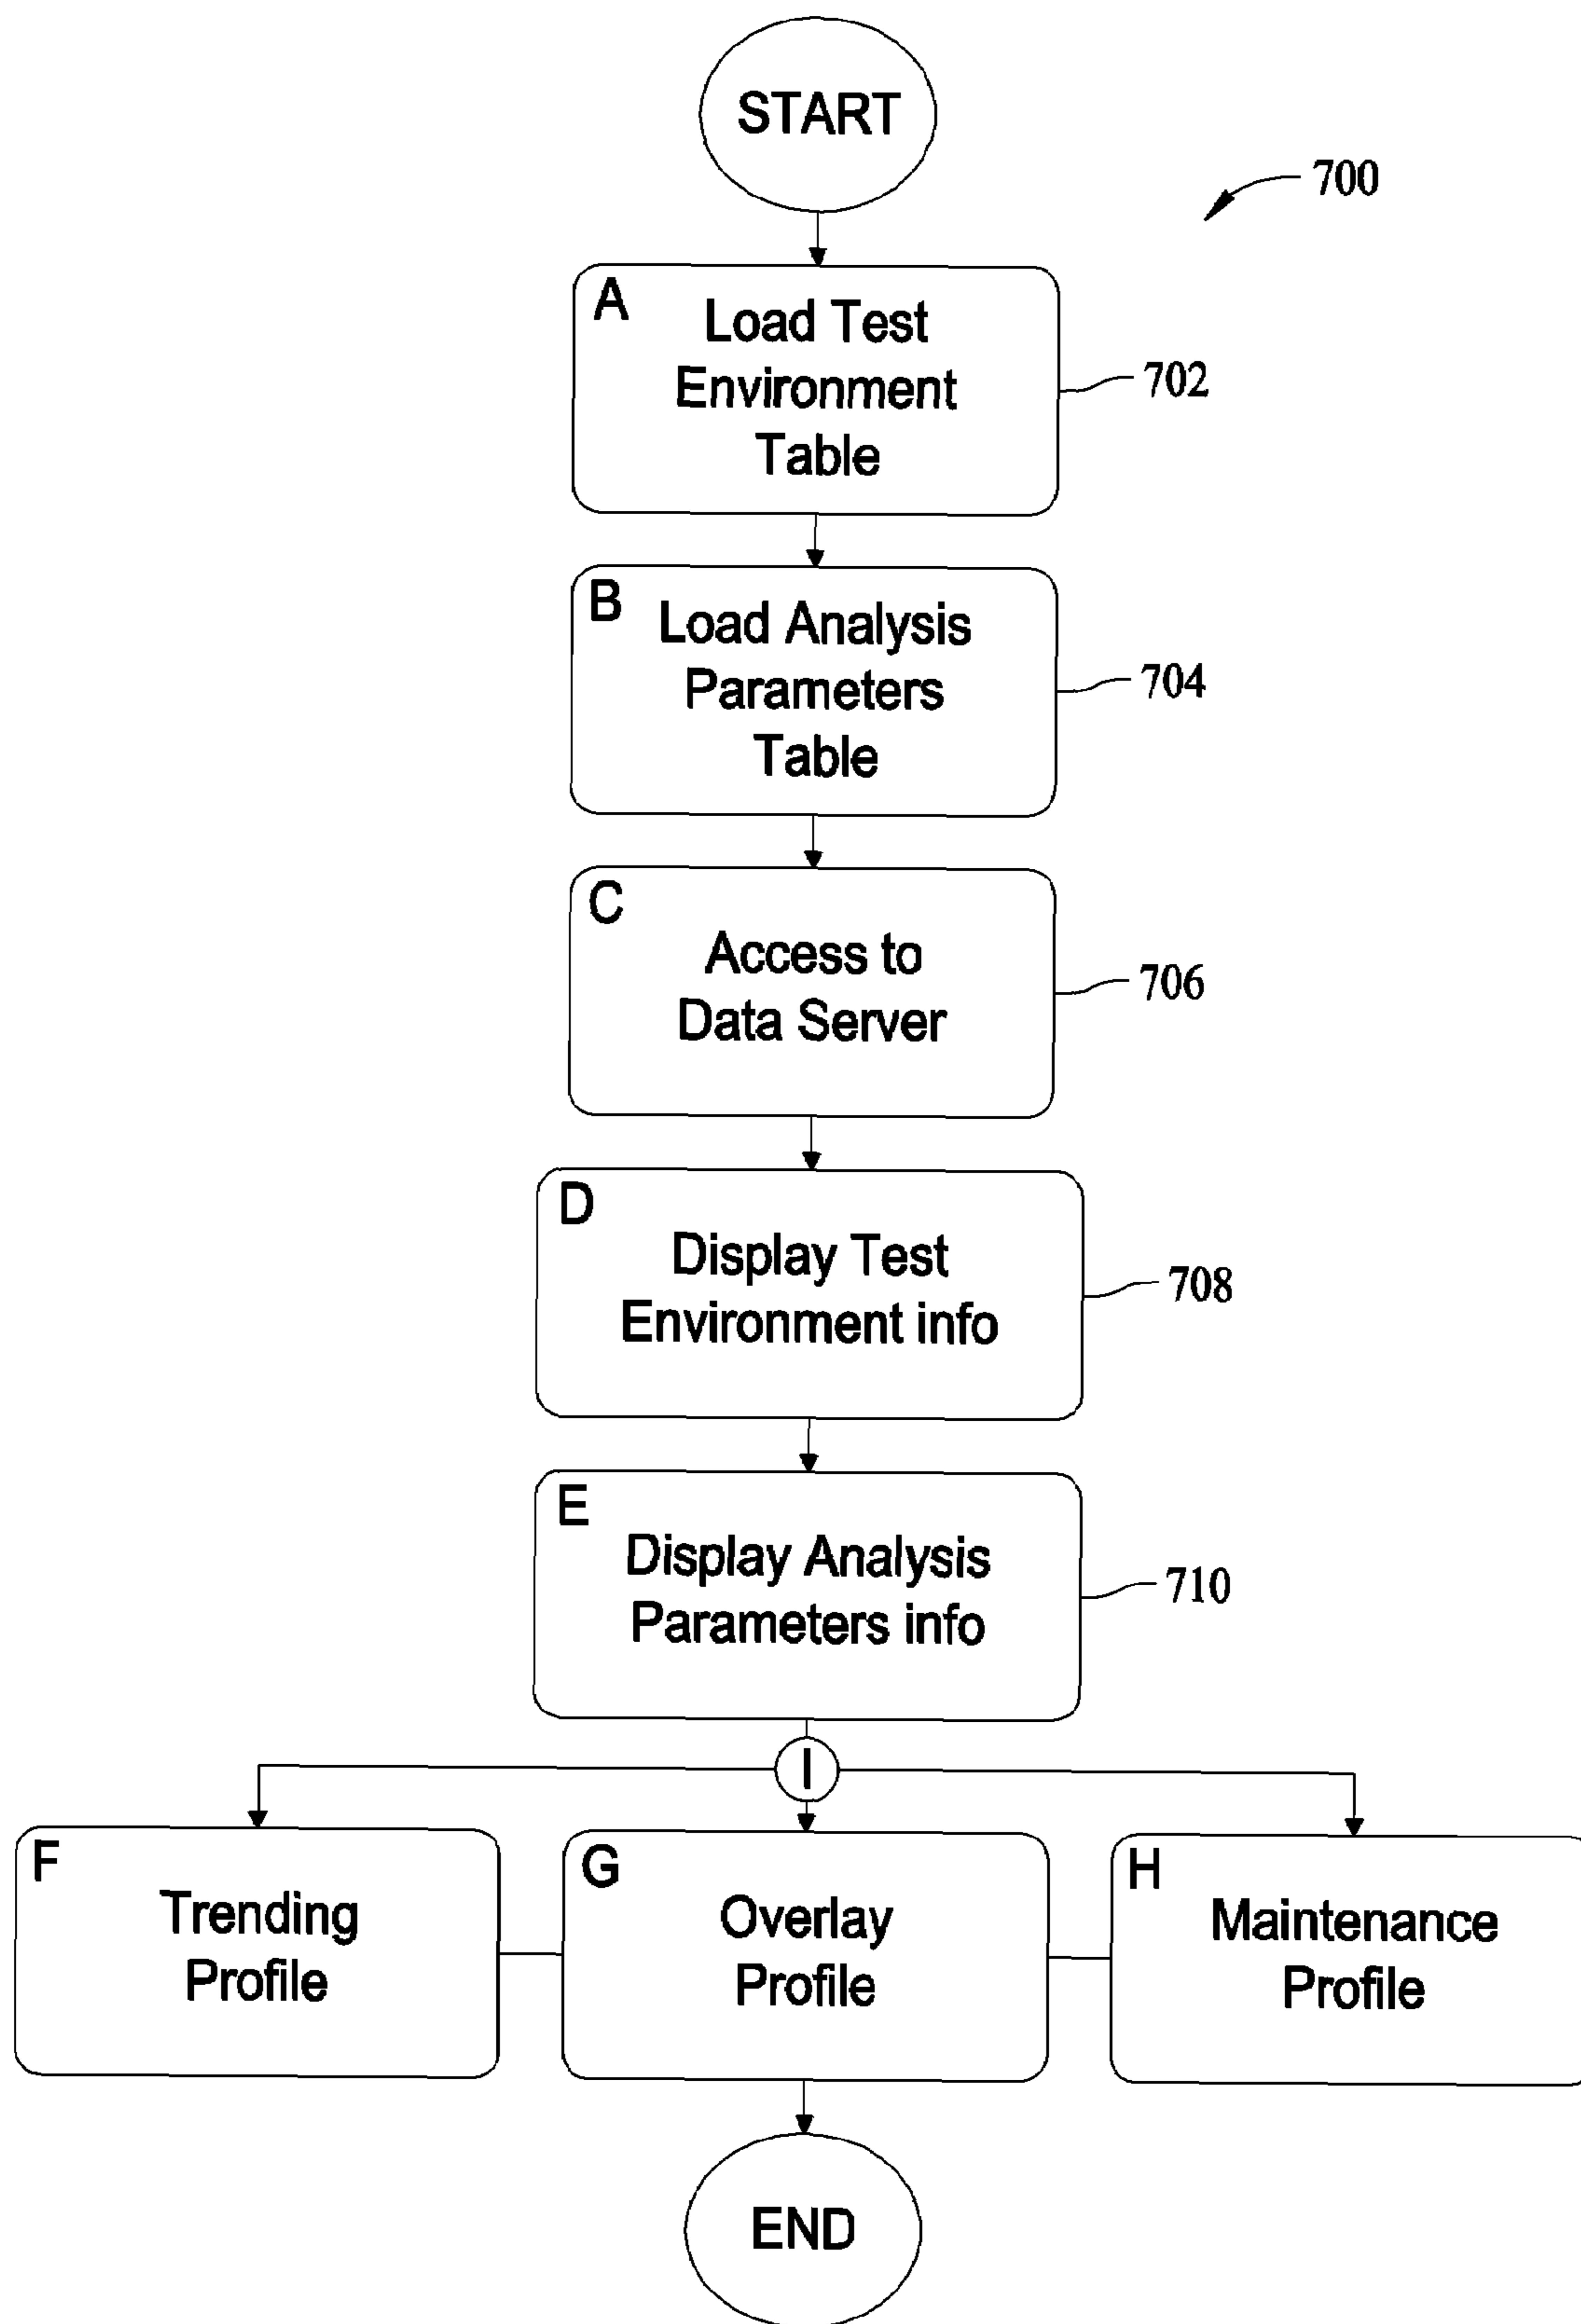 START
700
A
Load Test
Environment
Table
702
B
Load Analysis
Parameters
Table
704
C
Access to
Data Server
706
D
Display Test
Environment info
708
E
Display Analysis
Parameters info
710
I
F
Trending
Profile
G
Overlay
Profile
H
Maintenance
Profile
END